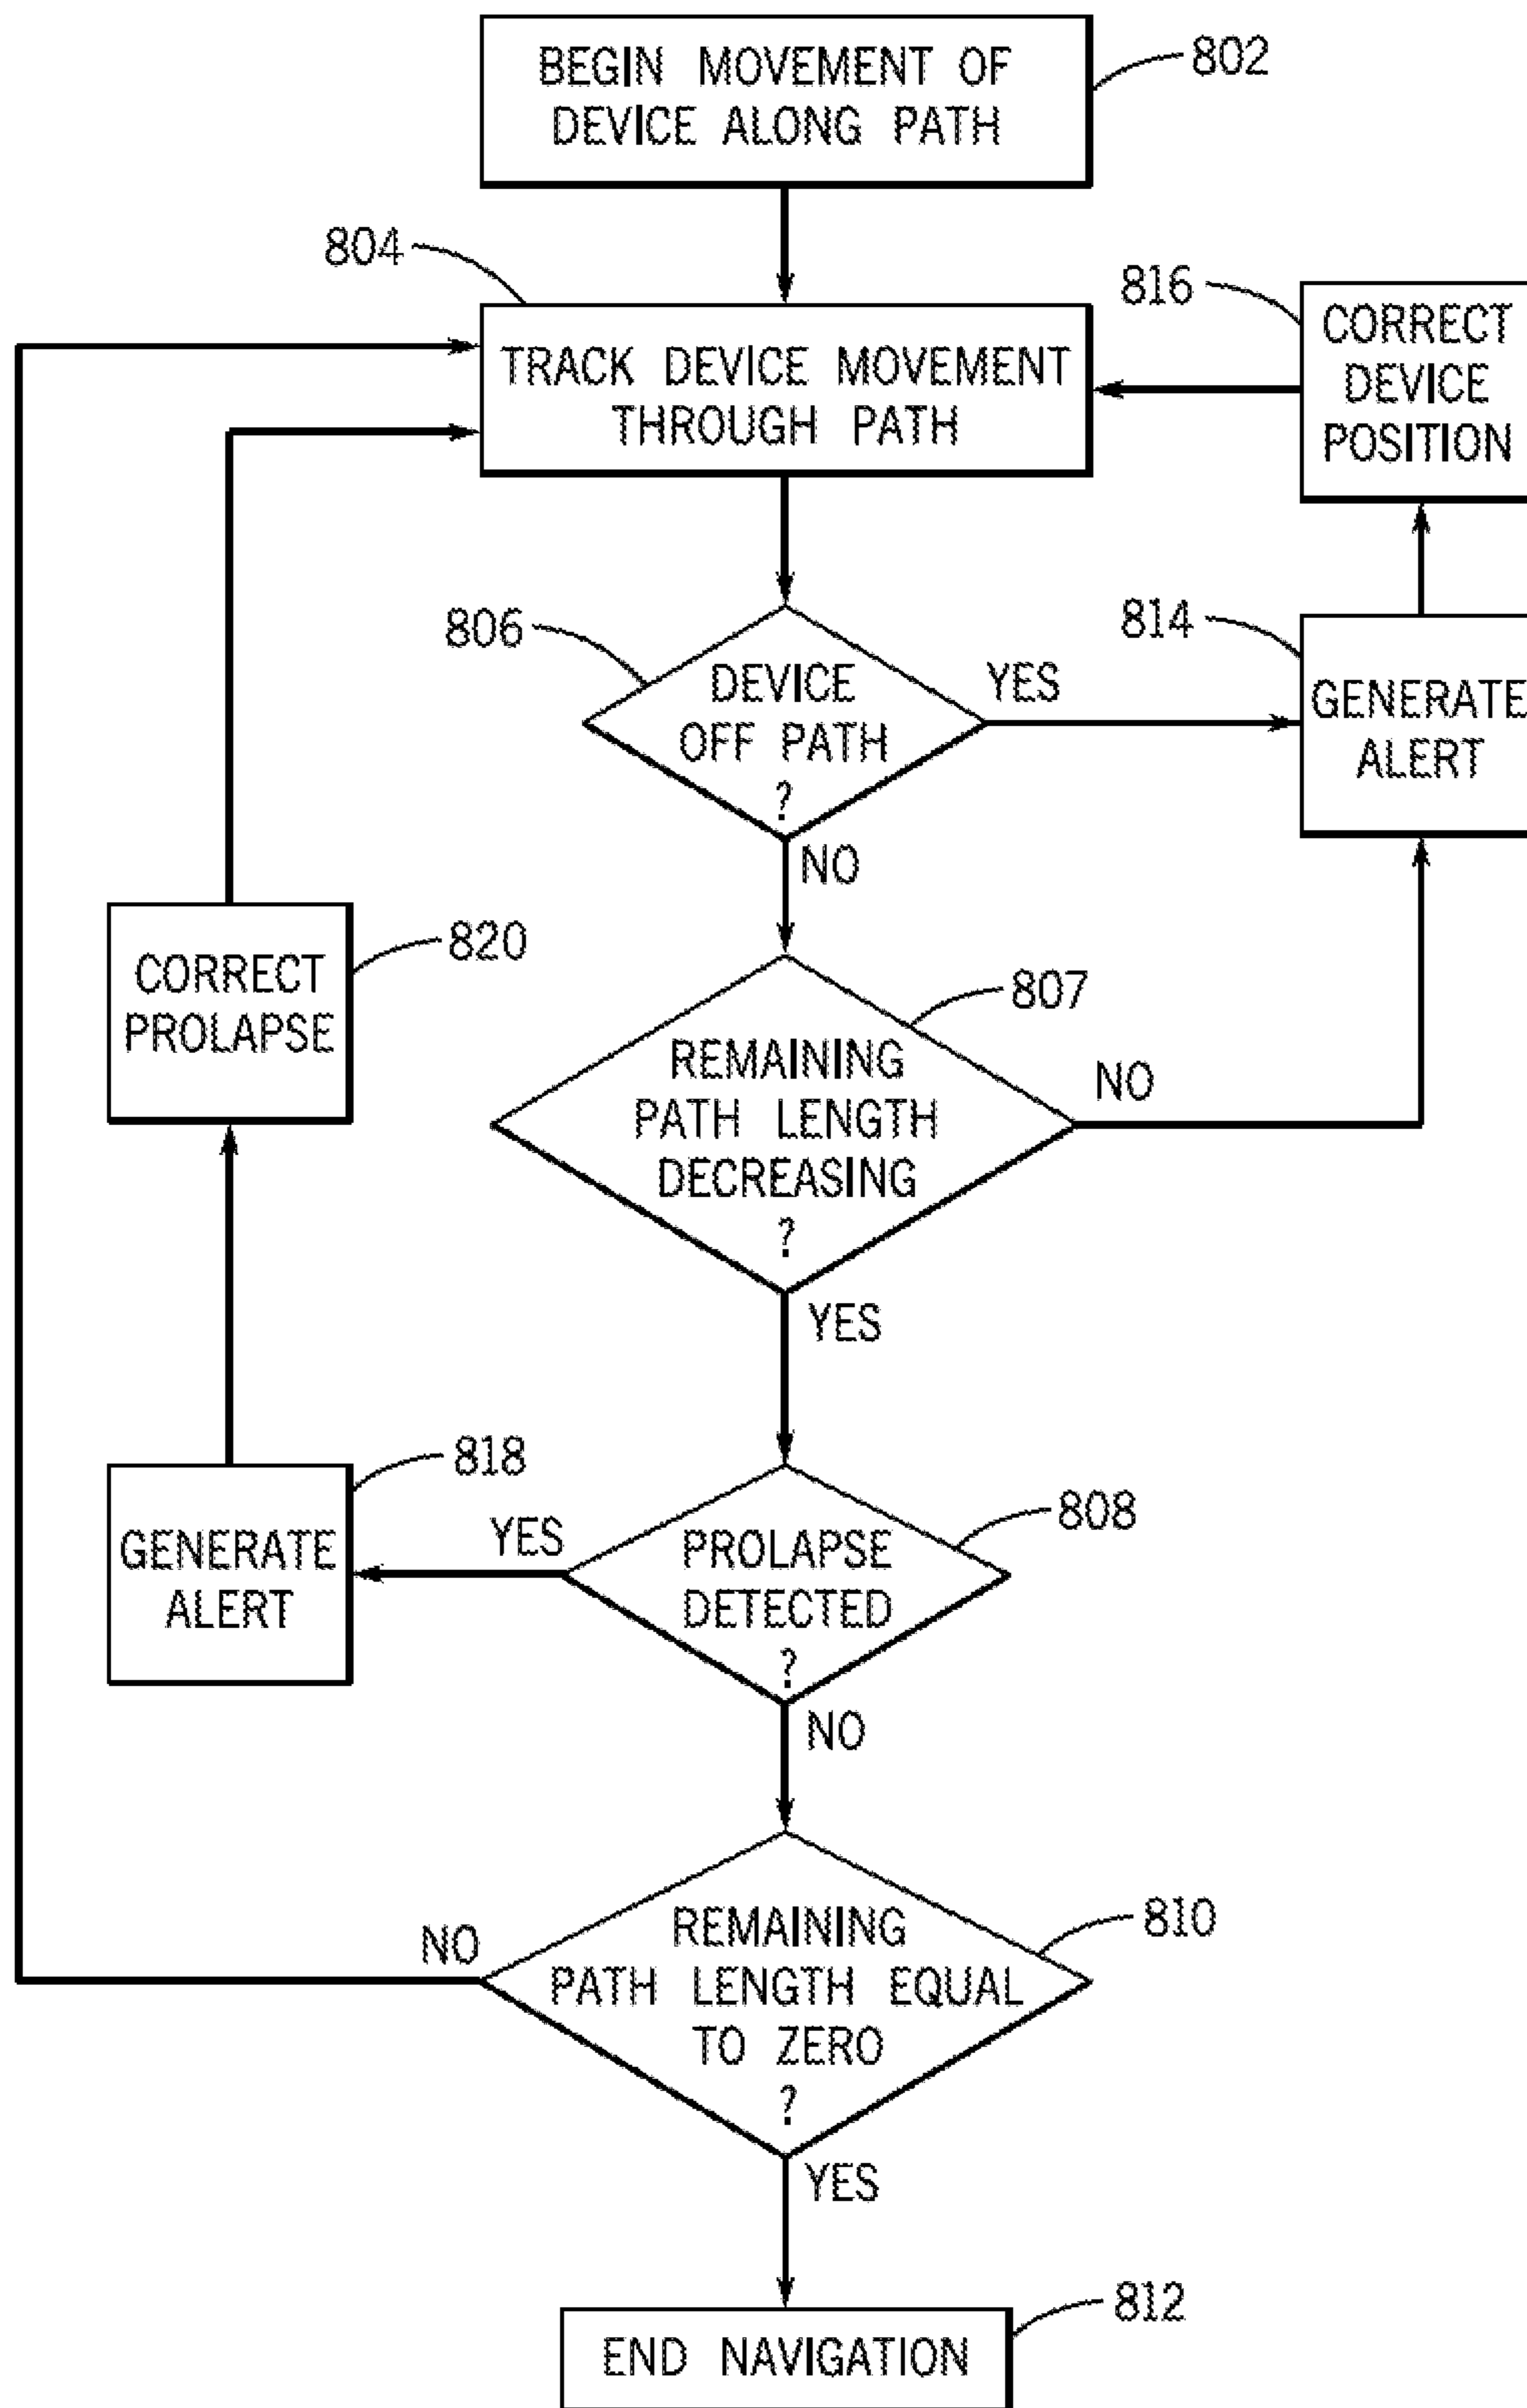 BEGIN MOVEMENT OF
DEVICE ALONG PATH
802
804
TRACK DEVICE MOVEMENT
THROUGH PATH
816
CORRECT
DEVICE
POSITION
806
DEVICE
OFF PATH
?
YES
NO
814
GENERATE
ALERT
820
CORRECT
PROLAPSE
807
REMAINING
PATH LENGTH
DECREASING
?
NO
YES
818
GENERATE
ALERT
YES
808
PROLAPSE
DETECTED
?
NO
810
NO
REMAINING
PATH LENGTH EQUAL
TO ZERO
?
YES
812
END NAVIGATION